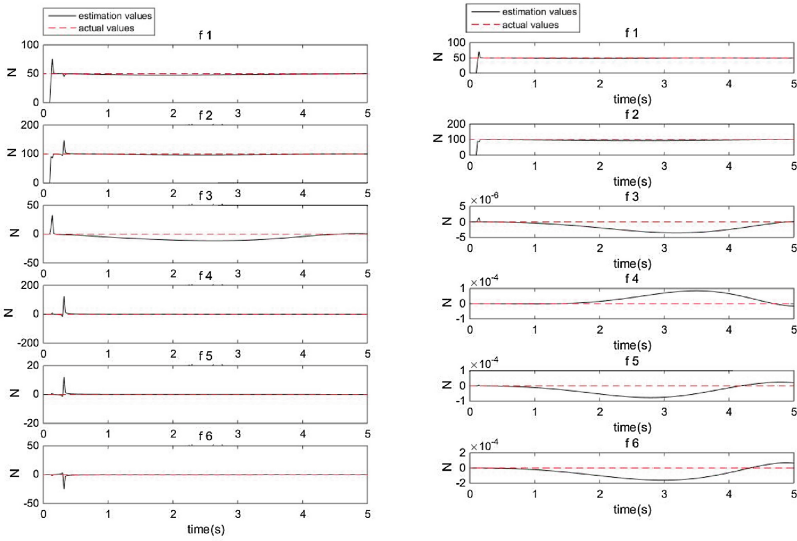 estimation values
actual values
f 1
N
100
50
0
0 1 2 3 4 5
f 2
N
200
100
0
0 1 2 3 4 5
f 3
N
50
0
-50
0 1 2 3 4 5
f 4
N
200
0
-200
0 1 2 3 4 5
f 5
N
20
0
-20
0 1 2 3 4 5
f 6
N
50
0
-50
0 1 2 3 4 5
time(s)
estimation values
actual values
f 1
N
100
50
0
0 1 2 3 4 5
time(s)
f 2
N
200
100
0
0 1 2 3 4 5
time(s)
×10-6
f 3
N
5
0
-5
0 1 2 3 4 5
time(s)
×10-4
f 4
N
1
0
-1
0 1 2 3 4 5
time(s)
×10-4
f 5
N
1
0
-1
0 1 2 3 4 5
time(s)
×10-4
f 6
N
2
0
-2
0 1 2 3 4 5
time(s)